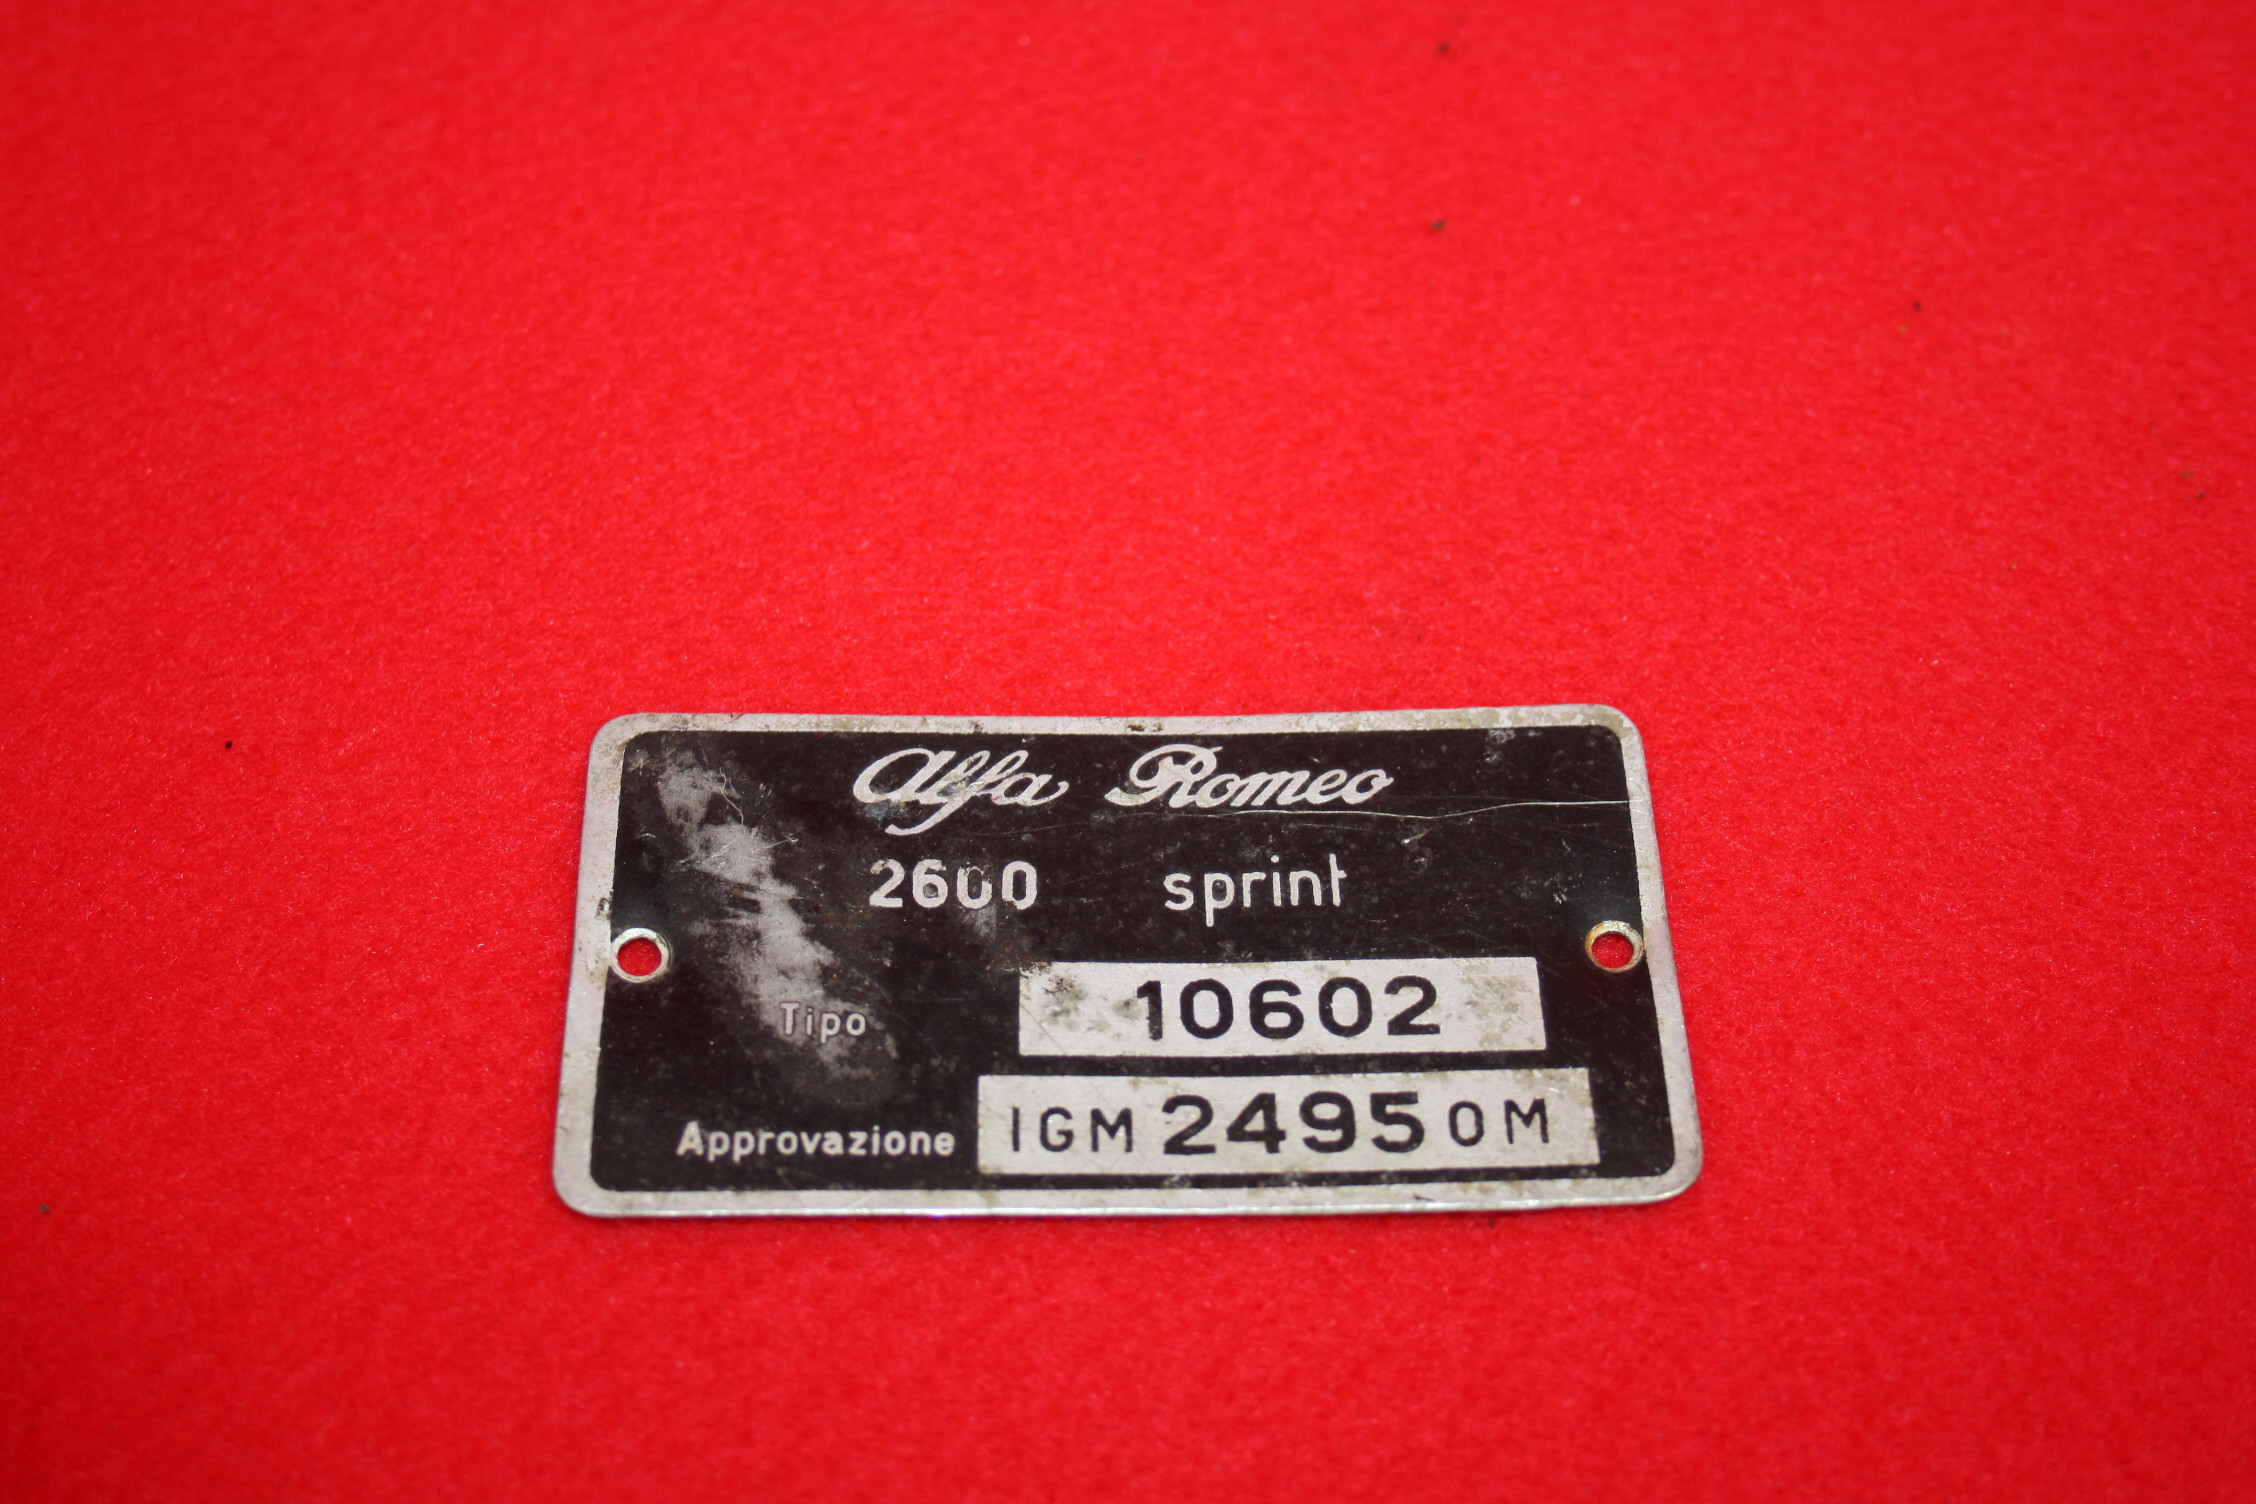 Alfa Romeo
2600 sprint
Tipo 10602
Approvazione IGM 2495 OM